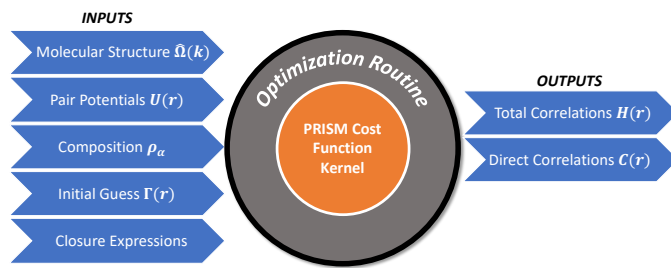 INPUTS
Molecular Structure Ω̂(k)
Pair Potentials U(r)
Composition ρα
Initial Guess Γ(r)
Closure Expressions
Optimization Routine
PRISM Cost
Function
Kernel
OUTPUTS
Total Correlations H(r)
Direct Correlations C(r)